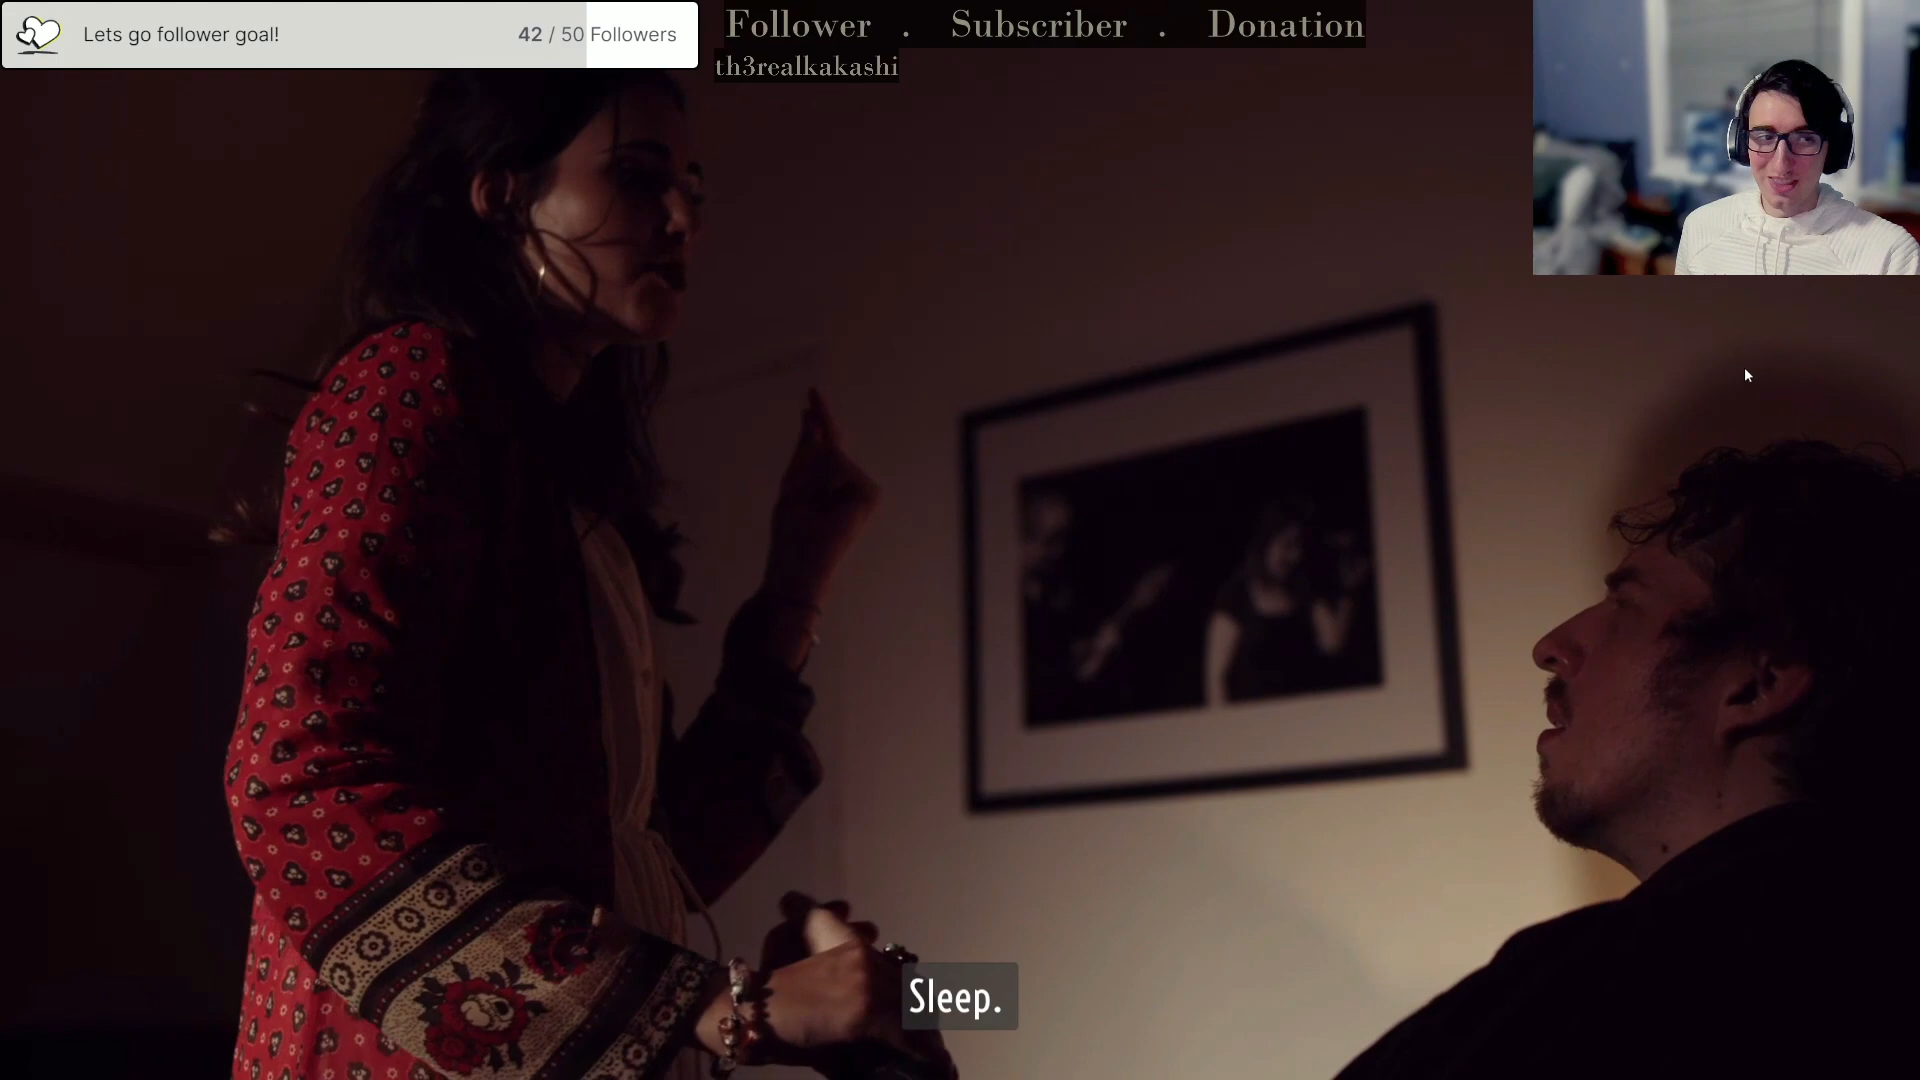 Lets go follower goal!
42 / 50 Followers
Follower . Subscriber . Donation
th3realkakashi
Sleep.